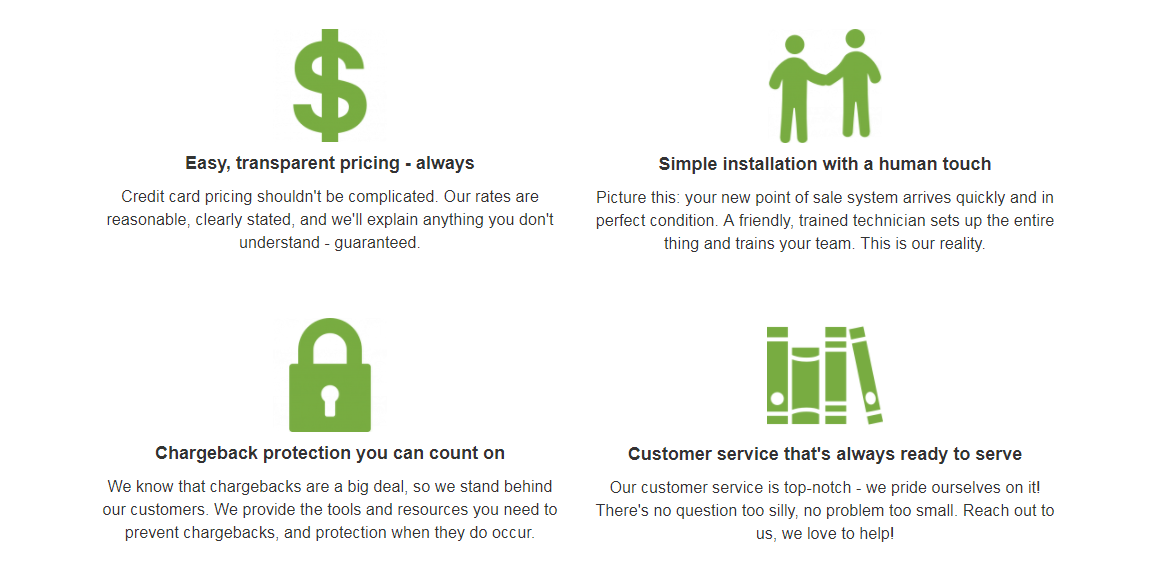 Easy, transparent pricing - always
Credit card pricing shouldn't be complicated. Our rates are
reasonable, clearly stated, and we'll explain anything you don't
understand - guaranteed.
Simple installation with a human touch
Picture this: your new point of sale system arrives quickly and in
perfect condition. A friendly, trained technician sets up the entire
thing and trains your team. This is our reality.
Chargeback protection you can count on
We know that chargebacks are a big deal, so we stand behind
our customers. We provide the tools and resources you need to
prevent chargebacks, and protection when they do occur.
Customer service that's always ready to serve
Our customer service is top-notch - we pride ourselves on it!
There's no question too silly, no problem too small. Reach out to
us, we love to help!